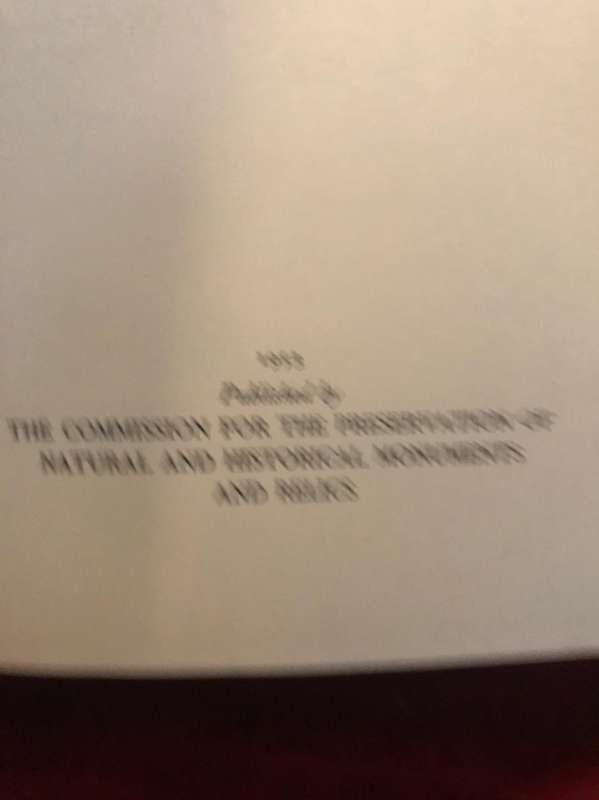 Published by
THE COMMISSION FOR THE PRESERVATION OF
NATURAL AND HISTORICAL MONUMENTS
AND RELICS